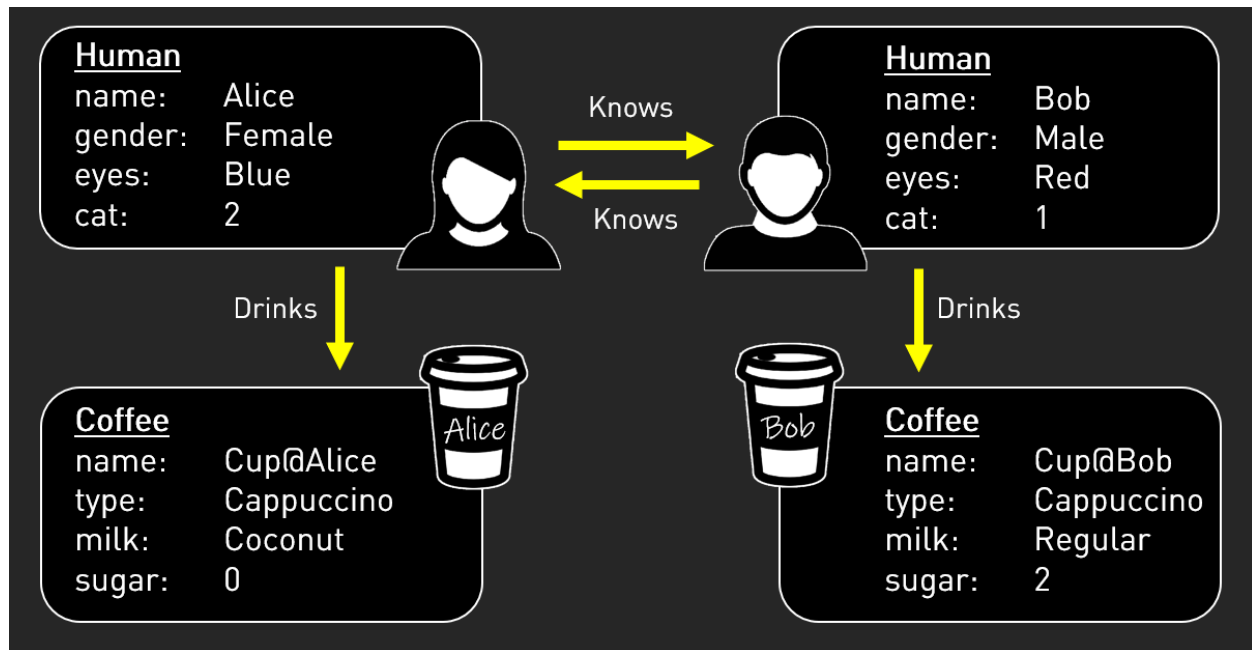 Human
name: Alice
gender: Female
eyes: Blue
cat: 2
Knows
Knows
Human
name: Bob
gender: Male
eyes: Red
cat: 1
Drinks
Drinks
Coffee
name: Cup@Alice
type: Cappuccino
milk: Coconut
sugar: 0
Alice
Bob
Coffee
name: Cup@Bob
type: Cappuccino
milk: Regular
sugar: 2